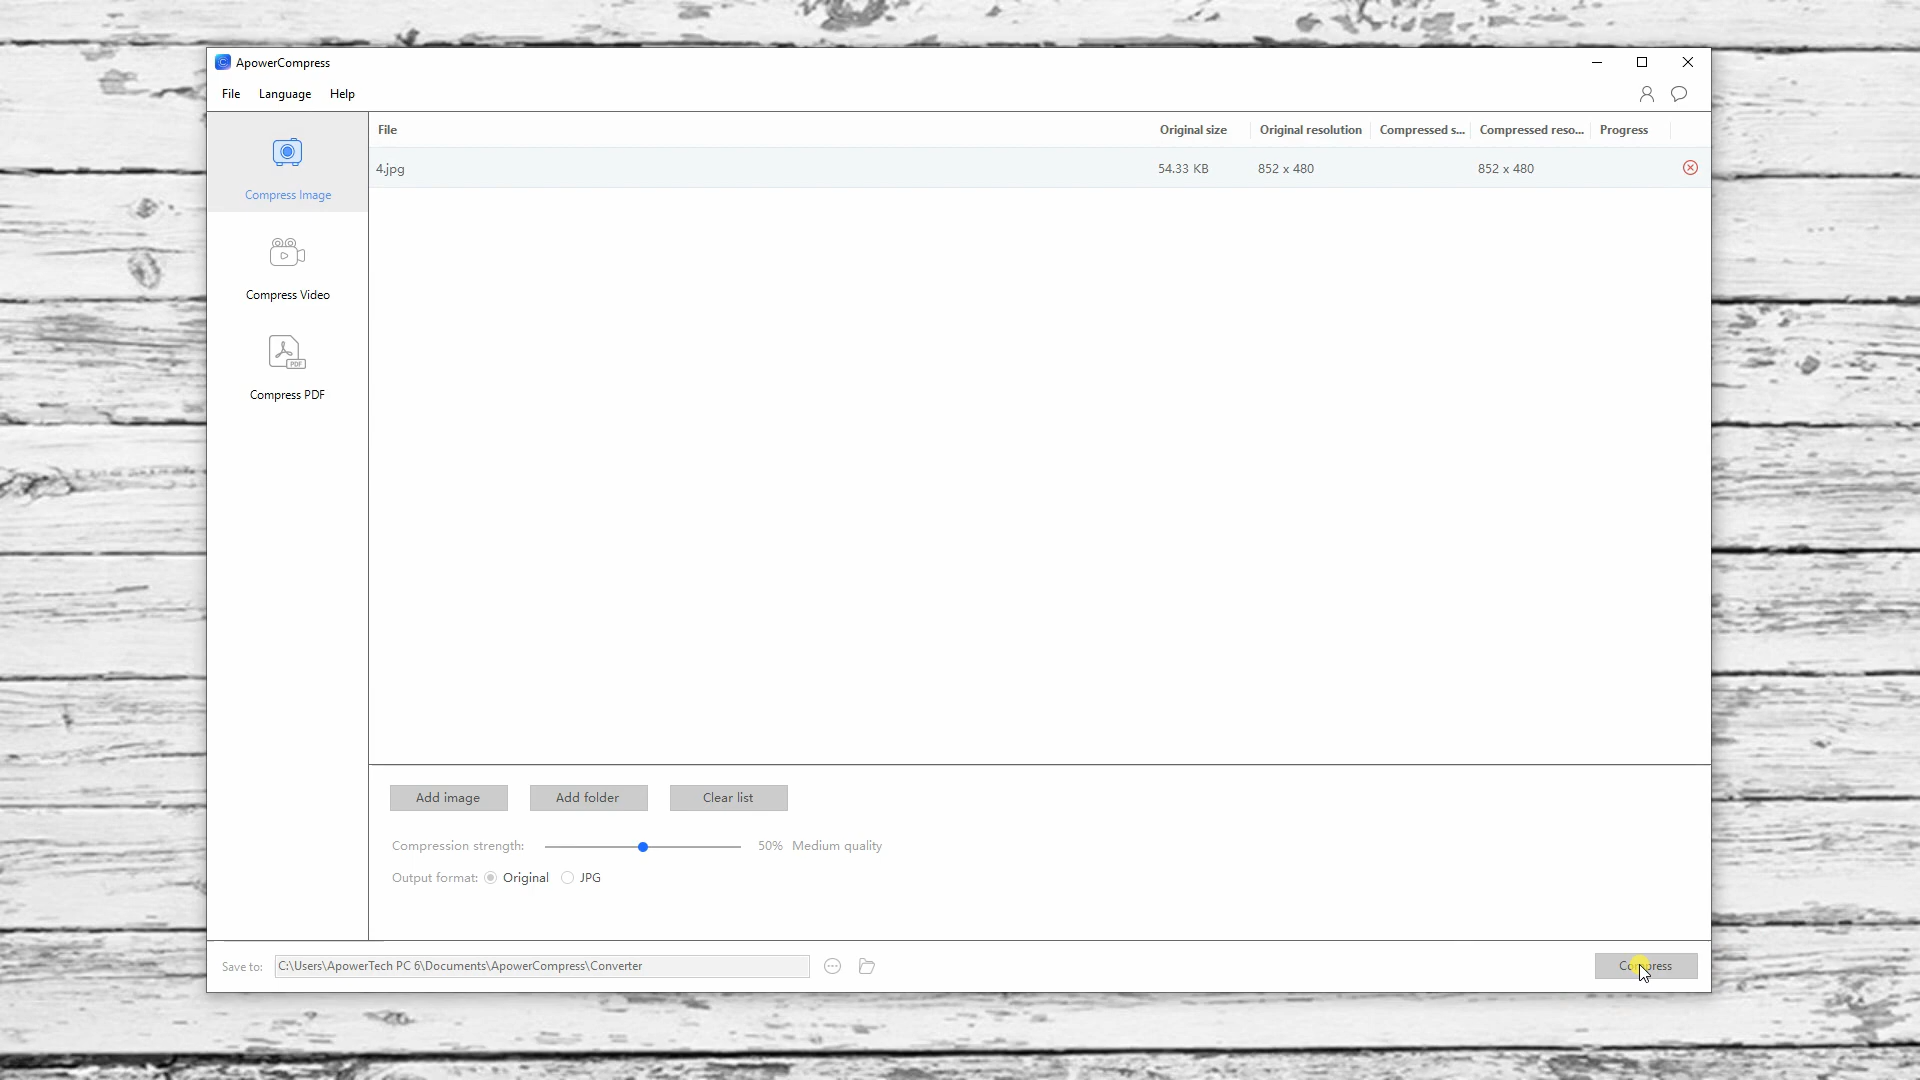 ApowerCompress
File Language Help
File Original size Original resolution Compressed s... Compressed reso... Progress
4.jpg 54.33 KB 852 x 480 852 x 480
Compress Image
Compress Video
PDF
Compress PDF
Add image Add folder Clear list
Compression strength: 50% Medium quality
Output format: Original JPG
Save to: C:\Users\ApowerTech PC 6\Documents\ApowerCompress\Converter Compress